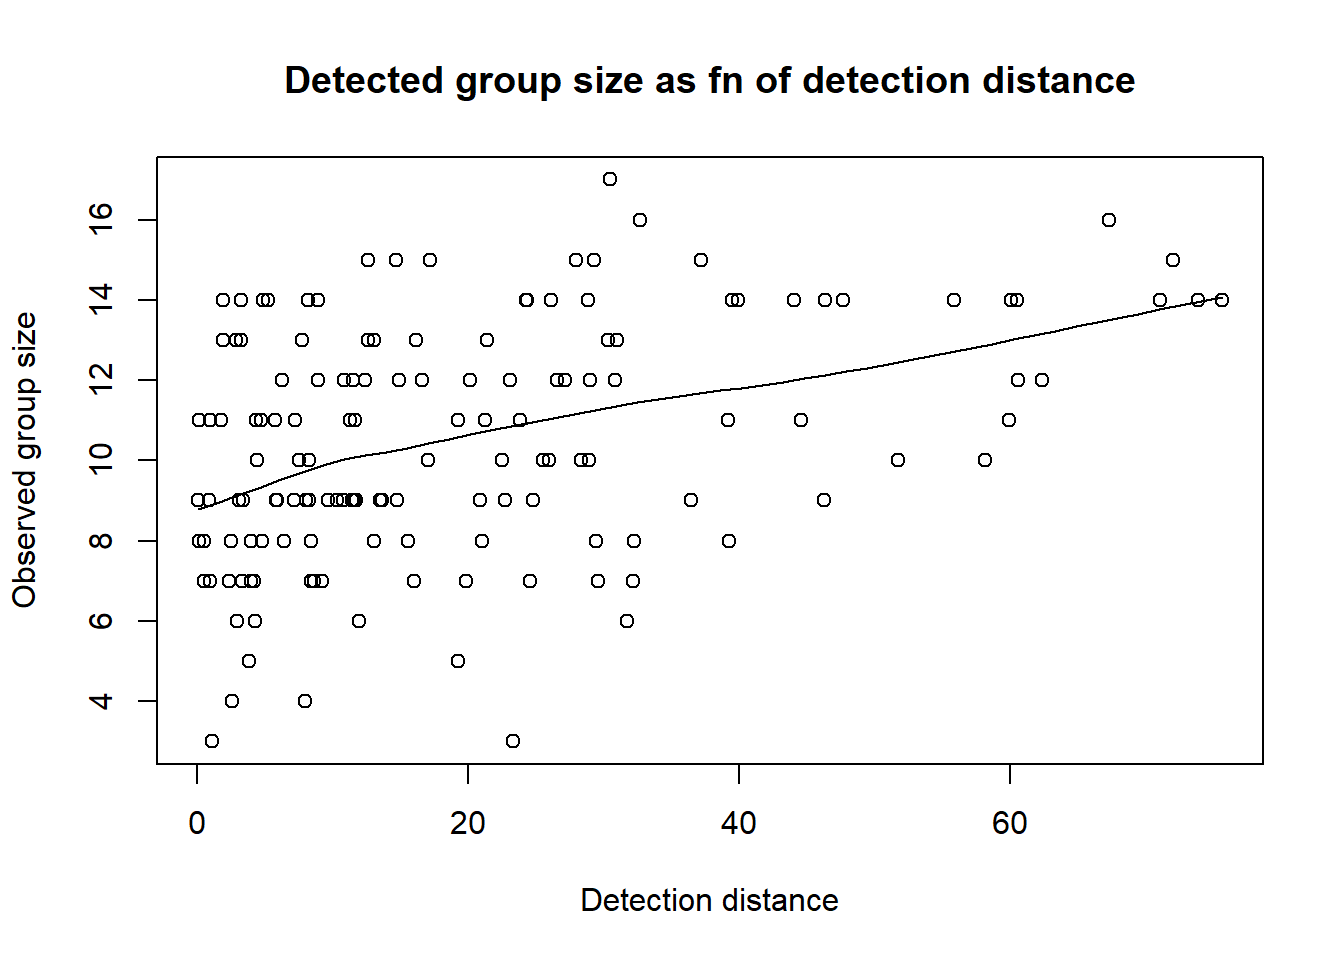 Detected group size as fn of detection distance
Observed group size
16
14
12
10
8
6
4
0 20 40 60
Detection distance